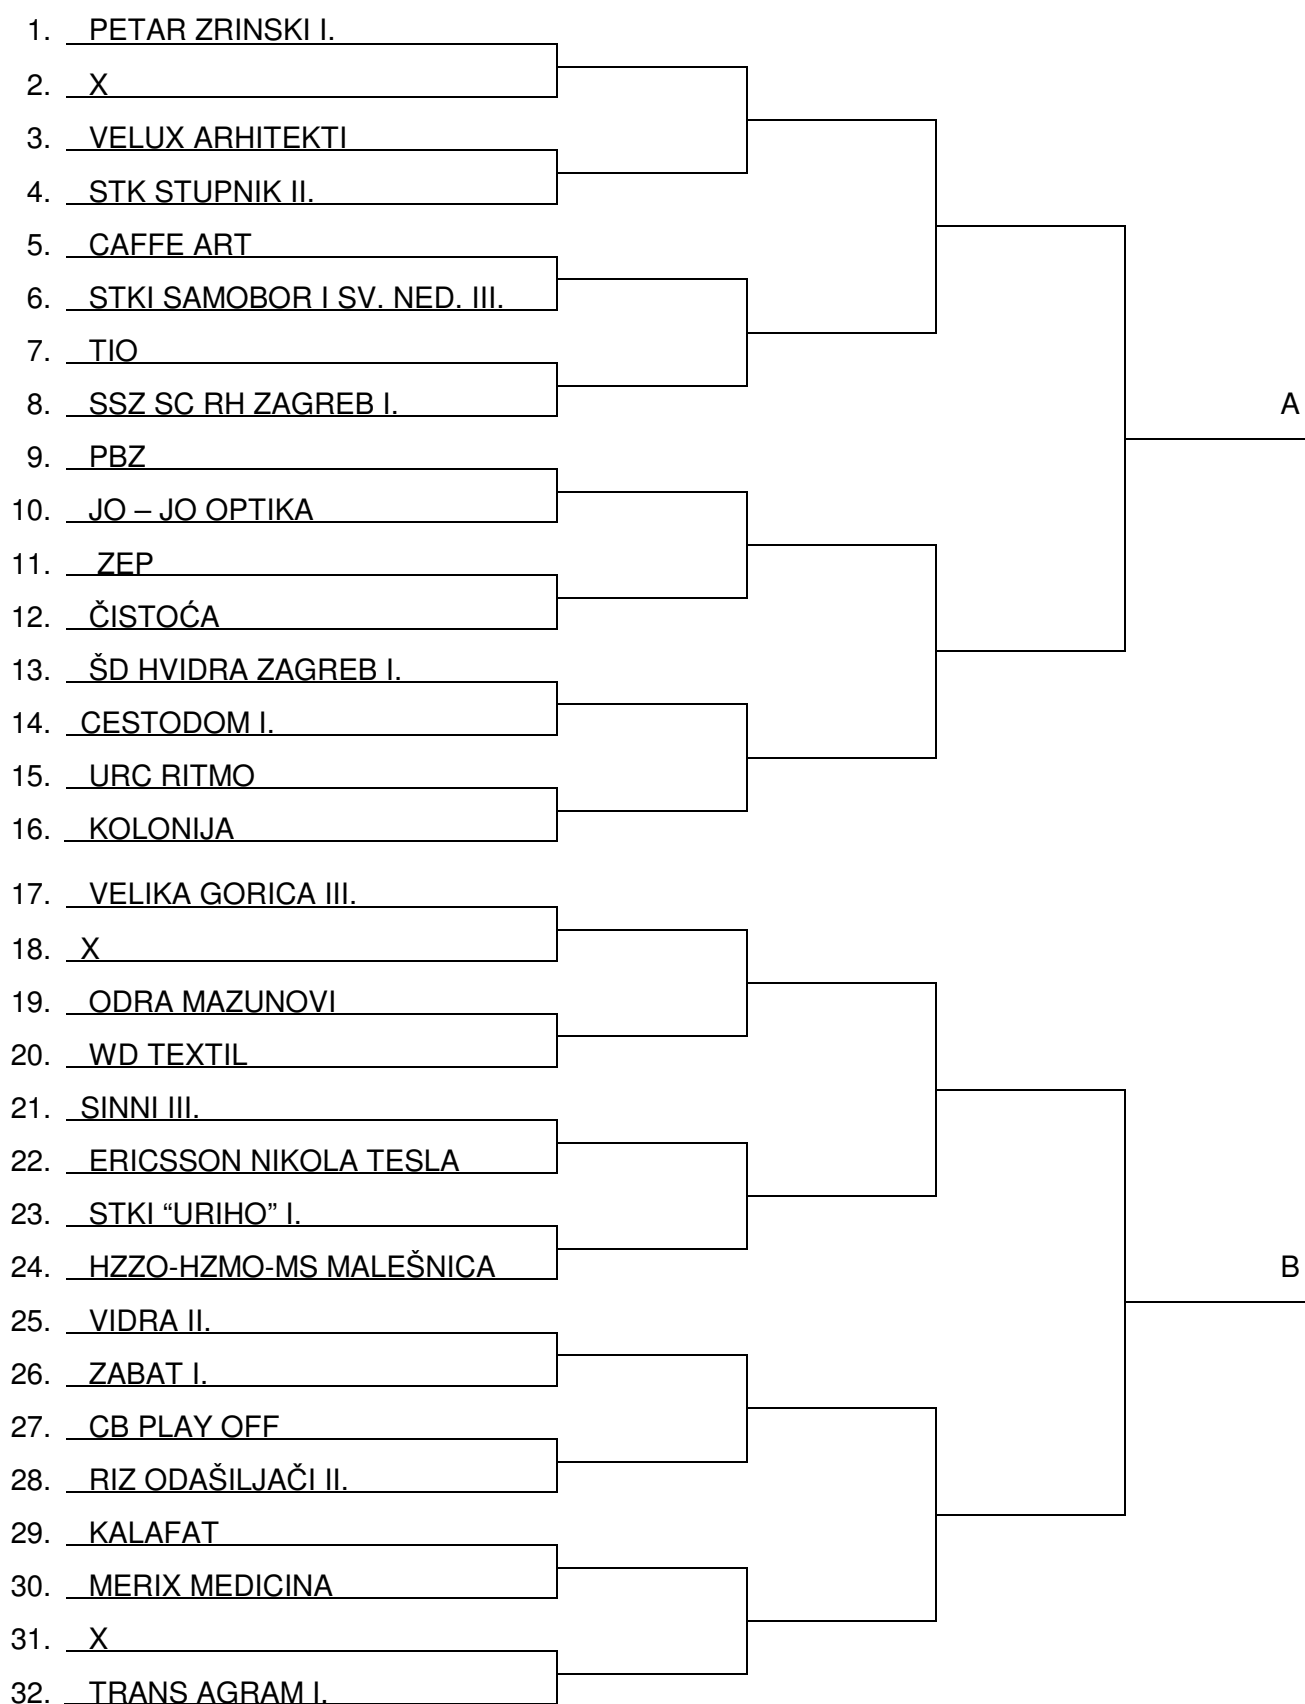 1. PETAR ZRINSKI I.
2. X
3. VELUX ARHITEKTI
4. STK STUPNIK II.
5. CAFFE ART
6. STKI SAMOBOR I SV. NED. III.
7. TIO
8. SSZ SC RH ZAGREB I.
A
9. PBZ
10. JO – JO OPTIKA
11. ZEP
12. ČISTOĆA
13. ŠD HVIDRA ZAGREB I.
14. CESTODOM I.
15. URC RITMO
16. KOLONIJA
17. VELIKA GORICA III.
18. X
19. ODRA MAZUNOVI
20. WD TEXTIL
21. SINNI III.
22. ERICSSON NIKOLA TESLA
23. STKI “URIHO” I.
24. HZZO-HZMO-MS MALEŠNICA
B
25. VIDRA II.
26. ZABAT I.
27. CB PLAY OFF
28. RIZ ODAŠILJAČI II.
29. KALAFAT
30. MERIX MEDICINA
31. X
32. TRANS AGRAM I.